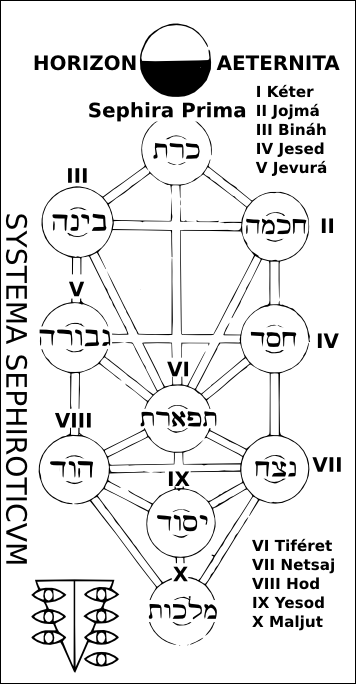 HORIZON AETERNITA
Sephira Prima
I Kéter
II Jojmá
III Bináh
IV Jesed
V Jevurá
כרת
III
בינה
חכמה
II
V
גבורה
חסד
IV
VI
תפארת
VIII
הוד
נצח
VII
IX
יסוד
X
מלכות
SYSTEMA SEPHIROTICVM
VI Tiféret
VII Netsaj
VIII Hod
IX Yesod
X Maljut